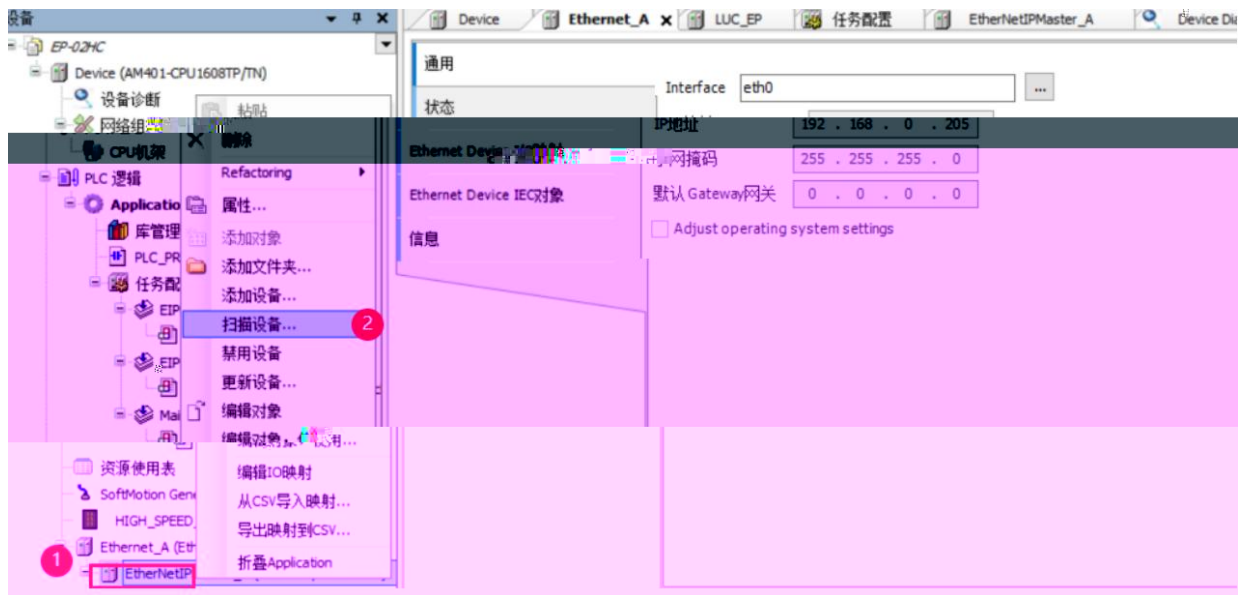 设备
Device
Ethernet_A
LUC_EP
任务配置
EtherNetIPMaster_A
Device Dia
EP-02HC
Device (AM401-CPU1608TP/TN)
设备诊断
网络组
CPU机架
PLC 逻辑
Applicatio
库管理
PLC_PR
任务配
EIP
EIP
Mai
资源使用表
SoftMotion Gene
HIGH_SPEED_
Ethernet_A (Eth
1
EtherNetIP
粘贴
删除
Refactoring
属性...
添加对象
添加文件夹...
添加设备...
扫描设备...
2
禁用设备
更新设备...
编辑对象
编辑IO映射
从CSV导入映射...
导出映射到CSV...
折叠Application
通用
状态
Ethernet Device IEC对象
信息
Interface eth0 ...
IP地址 192 . 168 . 0 . 205
网掩码 255 . 255 . 255 . 0
默认 Gateway网关 0 . 0 . 0 . 0
Adjust operating system settings